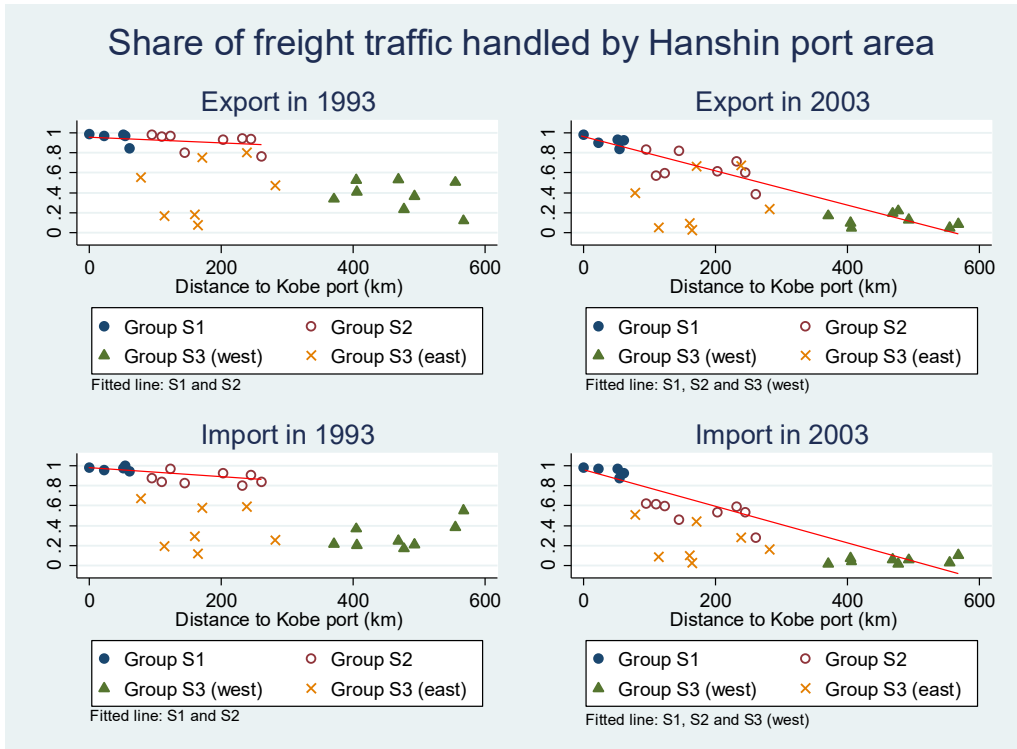 Share of freight traffic handled by Hanshin port area
Export in 1993
0 .2 .4 .6 .8 1
0 200 400 600
Distance to Kobe port (km)
Group S1 Group S2
Group S3 (west) Group S3 (east)
Fitted line: S1 and S2
Export in 2003
0 .2 .4 .6 .8 1
0 200 400 600
Distance to Kobe port (km)
Group S1 Group S2
Group S3 (west) Group S3 (east)
Fitted line: S1, S2 and S3 (west)
Import in 1993
0 .2 .4 .6 .8 1
0 200 400 600
Distance to Kobe port (km)
Group S1 Group S2
Group S3 (west) Group S3 (east)
Fitted line: S1 and S2
Import in 2003
0 .2 .4 .6 .8 1
0 200 400 600
Distance to Kobe port (km)
Group S1 Group S2
Group S3 (west) Group S3 (east)
Fitted line: S1, S2 and S3 (west)